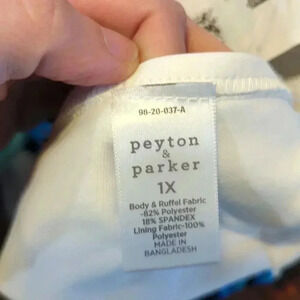 98-20-037-A
peyton
&
parker
1X
Body & Ruffel Fabric
-82% Polyester
18% SPANDEX
Lining Fabric-100%
Polyester
MADE IN
BANGLADESH